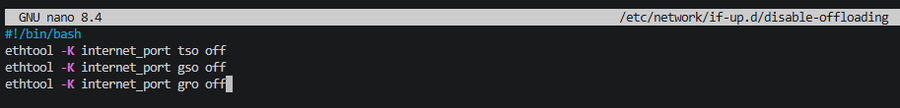 GNU nano 8.4 /etc/network/if-up.d/disable-offloading
#!/bin/bash
ethtool -K internet_port tso off
ethtool -K internet_port gso off
ethtool -K internet_port gro off